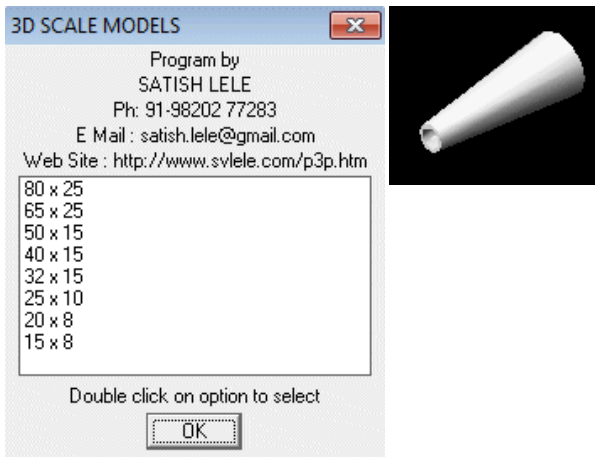 3D SCALE MODELS
Program by
SATISH LELE
Ph: 91-98202 77283
E Mail : satish.lele@gmail.com
Web Site : http://www.svlele.com/p3p.htm
80 x 25
65 x 25
50 x 15
40 x 15
32 x 15
25 x 10
20 x 8
15 x 8
Double click on option to select
OK